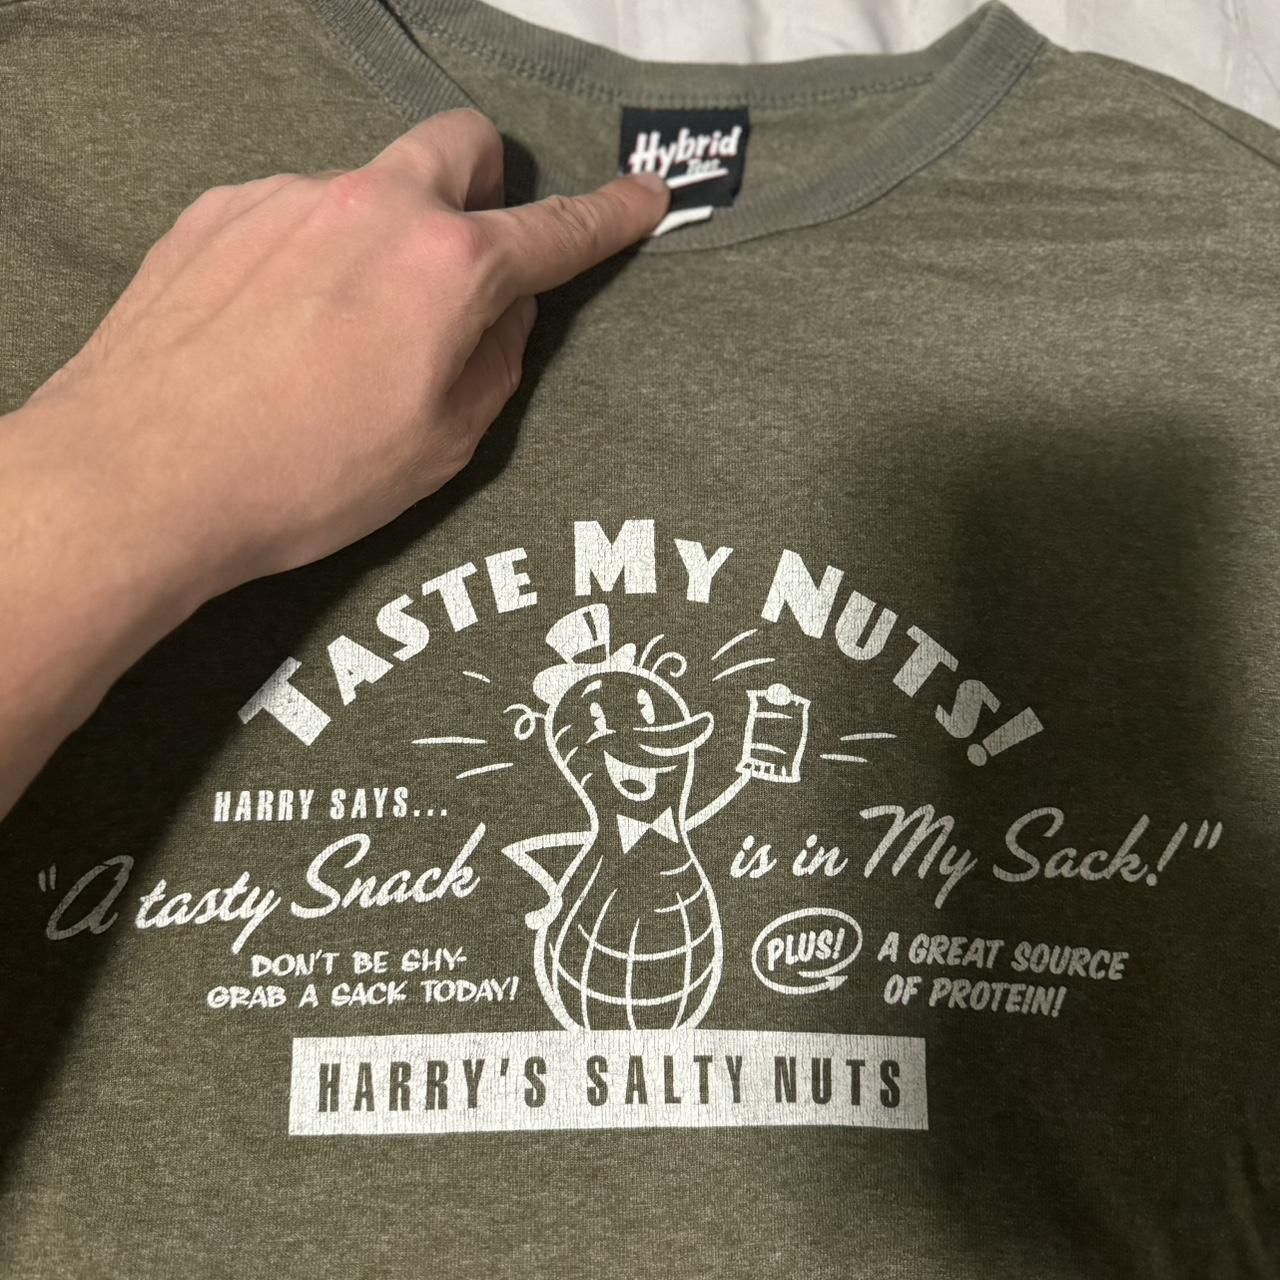 Hybrid
Tees
TASTE MY NUTS!
HARRY SAYS...
"A tasty Snack is in My Sack!"
DON'T BE SHY-
GRAB A SACK TODAY!
PLUS! A GREAT SOURCE
OF PROTEIN!
HARRY'S SALTY NUTS